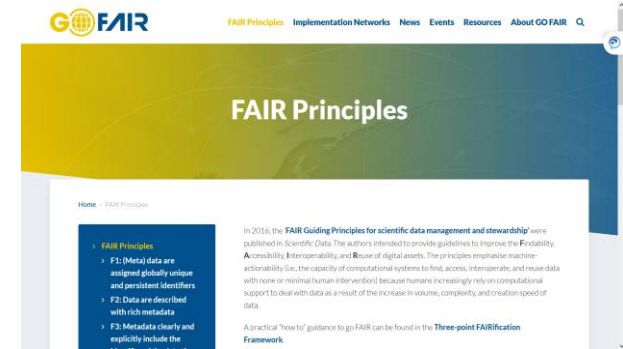 GO FAIR
FAIR Principles Implementation Networks News Events Resources About GO FAIR
FAIR Principles
Home FAIR Principles
FAIR Principles
F1: (Meta) data are
assigned globally unique
and persistent identifiers
F2: Data are described
with rich metadata
F3: Metadata clearly and
explicitly include the
In 2016, the ‘FAIR Guiding Principles for scientific data management and stewardship’ were
published in Scientific Data. The authors intended to provide guidelines to improve the Findability,
Accessibility, Interoperability, and Reuse of digital assets. The principles emphasise machine-
actionability (i.e., the capacity of computational systems to find, access, interoperate, and reuse data
with none or minimal human intervention) because humans increasingly rely on computational
support to deal with data as a result of the increase in volume, complexity, and creation speed of
data.
A practical “how to” guidance to go FAIR can be found in the Three-point FAIRification
Framework.